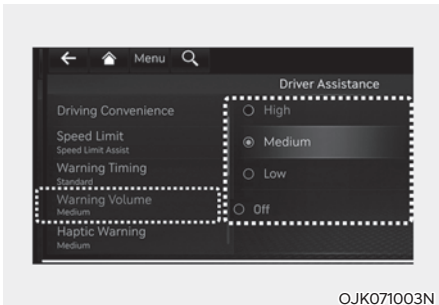 Menu
Driver Assistance
Driving Convenience
Speed Limit
Speed Limit Assist
Warning Timing
Standard
Warning Volume
Medium
Haptic Warning
Medium
High
Medium
Low
Off
OJK071003N